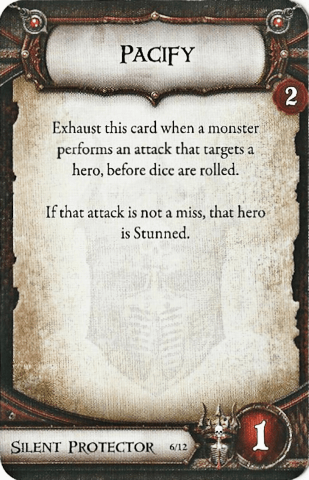 PACIFY
2
Exhaust this card when a monster
performs an attack that targets a
hero, before dice are rolled.
If that attack is not a miss, that hero
is Stunned.
SILENT PROTECTOR 6/12 1